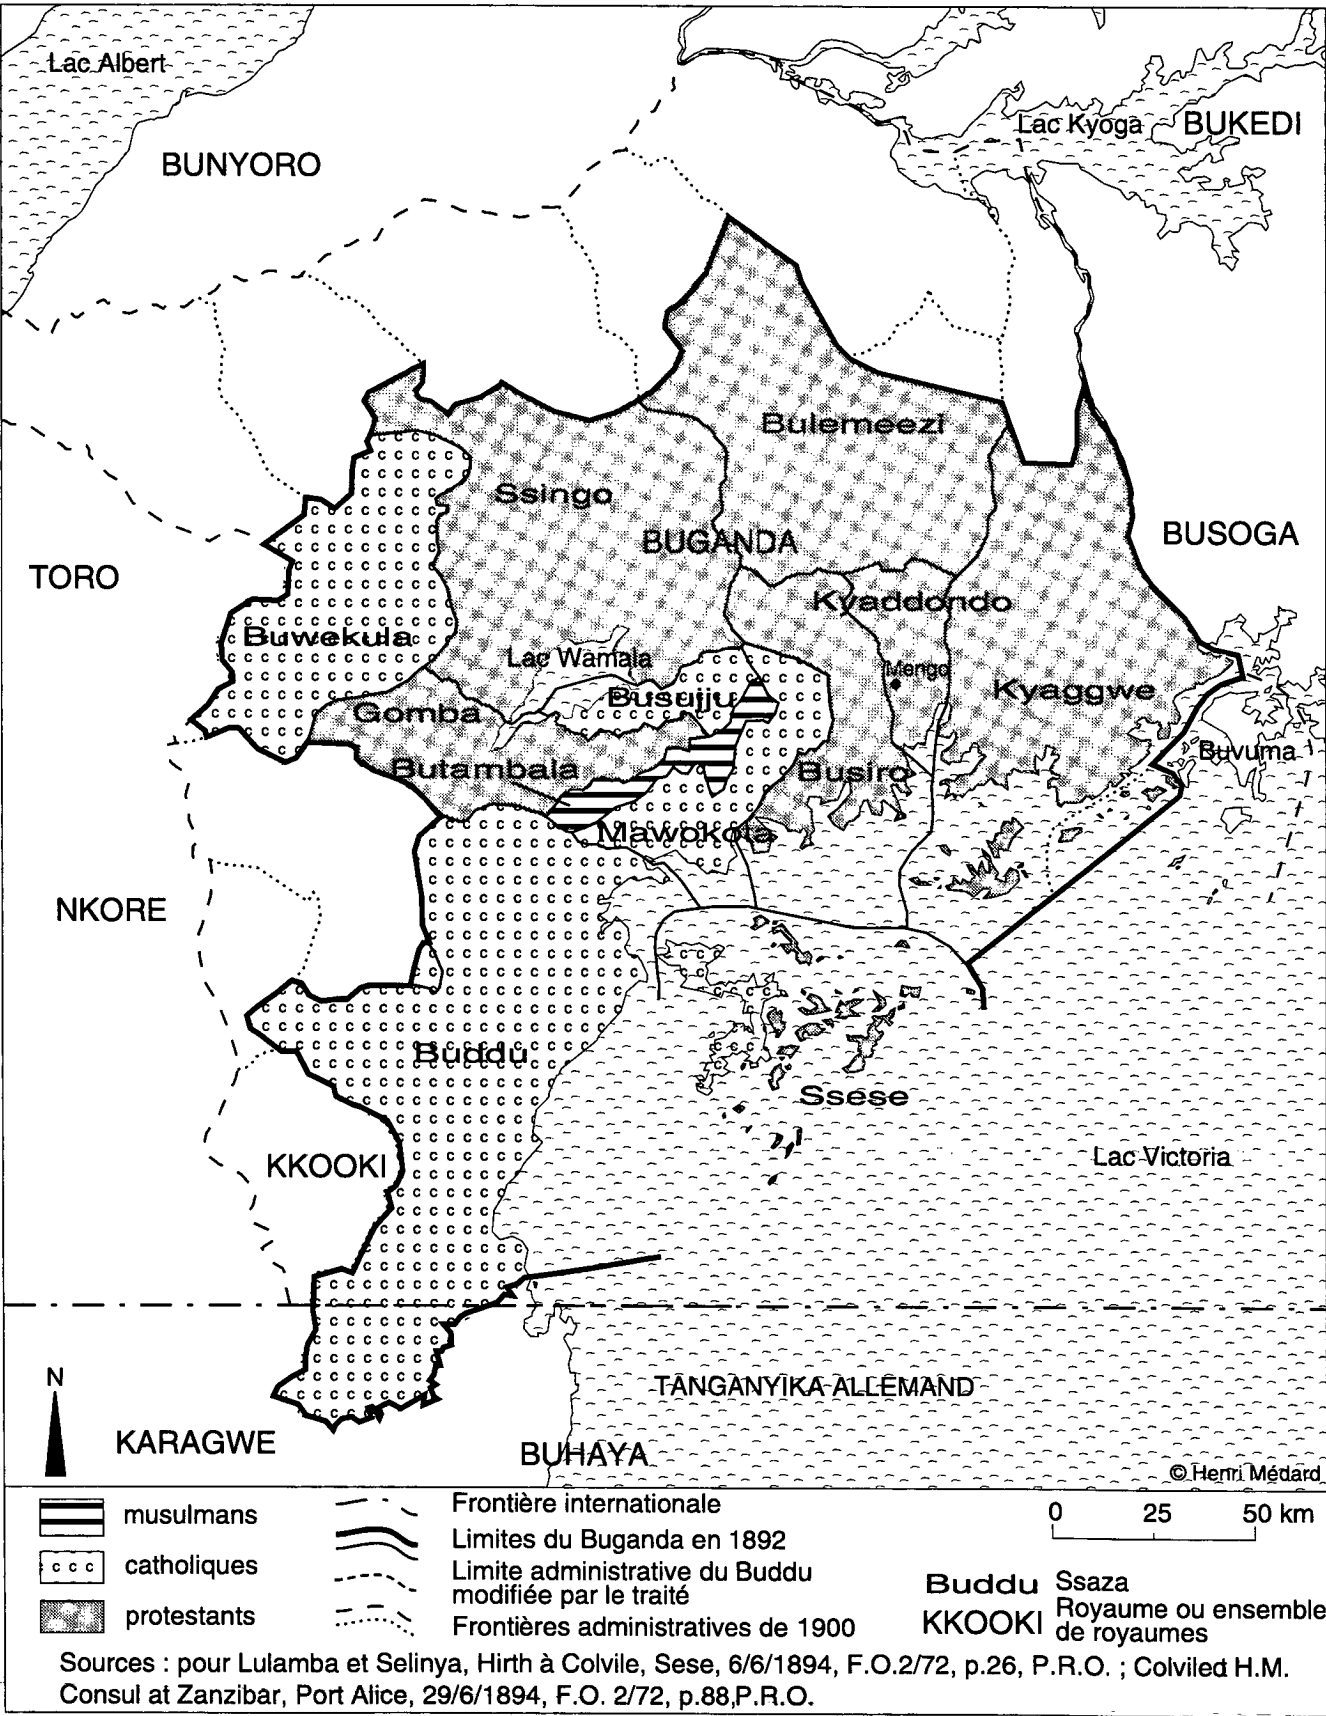 Lac Albert
Lac Kyoga
BUKEDI
BUNYORO
Bulemeezi
Ssingo
BUGANDA
BUSOGA
TORO
Kyaddondo
Buwekula
Lac Wamala
Mengo
Busujju
Kyaggwe
Gomba
Buvuma
Butambala
Busiro
Mawokota
NKORE
Buddu
Ssese
KKOOKI
Lac Victoria
N
TANGANYIKA ALLEMAND
KARAGWE
BUHAYA
© Henri Médard
musulmans
catholiques
protestants
Frontière internationale
Limites du Buganda en 1892
Limite administrative du Buddu
modifiée par le traité
Frontières administratives de 1900
0 25 50 km
Buddu Ssaza
KKOOKI Royaume ou ensemble
de royaumes
Sources : pour Lulamba et Selinya, Hirth à Colvile, Sese, 6/6/1894, F.O.2/72, p.26, P.R.O. ; Colviled H.M.
Consul at Zanzibar, Port Alice, 29/6/1894, F.O. 2/72, p.88,P.R.O.